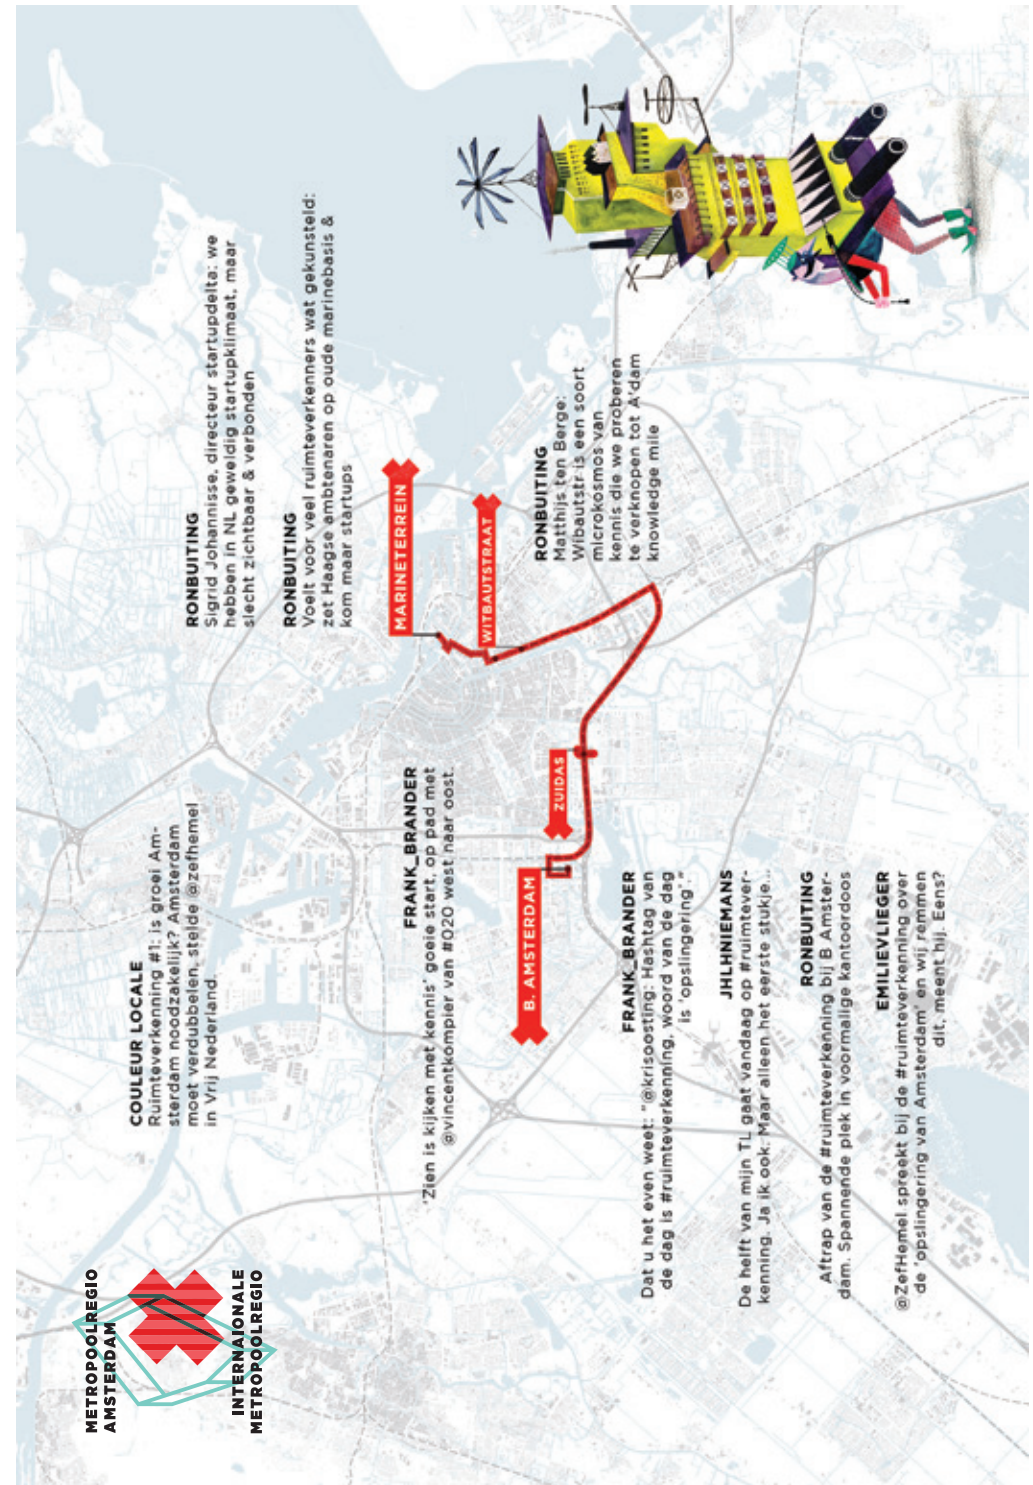 METROPOOLREGIO
AMSTERDAM
INTERNAIONALE
METROPOOLREGIO
COULEUR LOCALE
Ruimteverkenning #1: is groei Am-
sterdam noodzakelijk? Amsterdam
moet verdubbelen, stelde @zefhemel
in Vrij Nederland.
RONBUITING
Sigrid Johannisse, directeur startupdelta: we
hebben in NL geweldig startupklimaat, maar
slecht zichtbaar & verbonden
RONBUITING
Voelt voor veel ruimteverkenners wat gekunsteld:
zet Haagse ambtenaren op oude marinebasis &
kom maar startups
MARINETERREIN
WITBAUTSTRAAT
FRANK_BRANDER
'Zien is kijken met kennis' goeie start, op pad met
@vincentkompier van #020 west naar oost.
B. AMSTERDAM
ZUIDAS
RONBUITING
Matthijs ten Berge:
Wibautstr is een soort
microkosmos van
kennis die we proberen
te verknopen tot A'dam
knowledge mile
FRANK_BRANDER
Dat u het even weet: "@krisoosting: Hashtag van
de dag is #ruimteverkenning, woord van de dag
is 'opslingering'."
JHLHNIEMANS
De helft van mijn TL gaat vandaag op #ruimtever-
kenning. Ja ik ook. Maar alleen het eerste stukje...
RONBUITING
Aftrap van de #ruimteverkenning bij B Amster-
dam. Spannende plek in voormalige kantoordoos
EMILIEVLIEGER
@ZefHemel spreekt bij de #ruimteverkenning over
de 'opslingering van Amsterdam' en wij remmen
dit, meent hij. Eens?